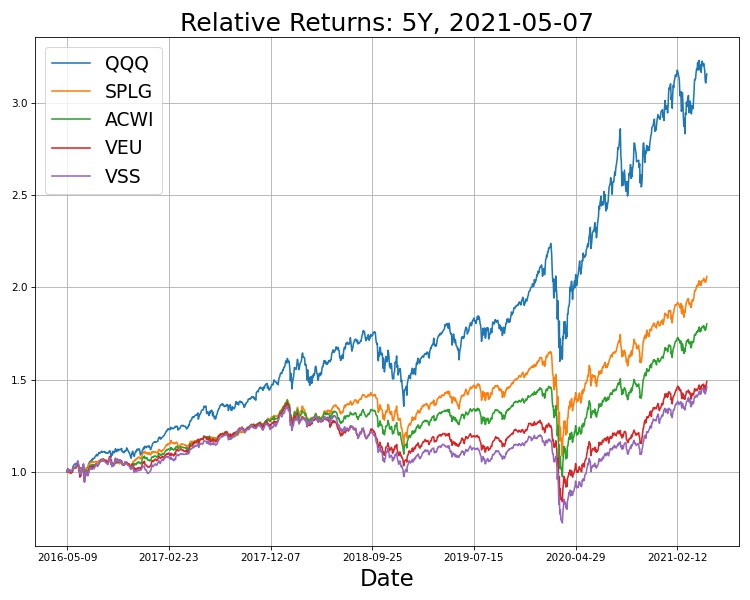 Relative Returns: 5Y, 2021-05-07
QQQ
SPLG
ACWI
VEU
VSS
3.0
2.5
2.0
1.5
1.0
2016-05-09 2017-02-23 2017-12-07 2018-09-25 2019-07-15 2020-04-29 2021-02-12
Date